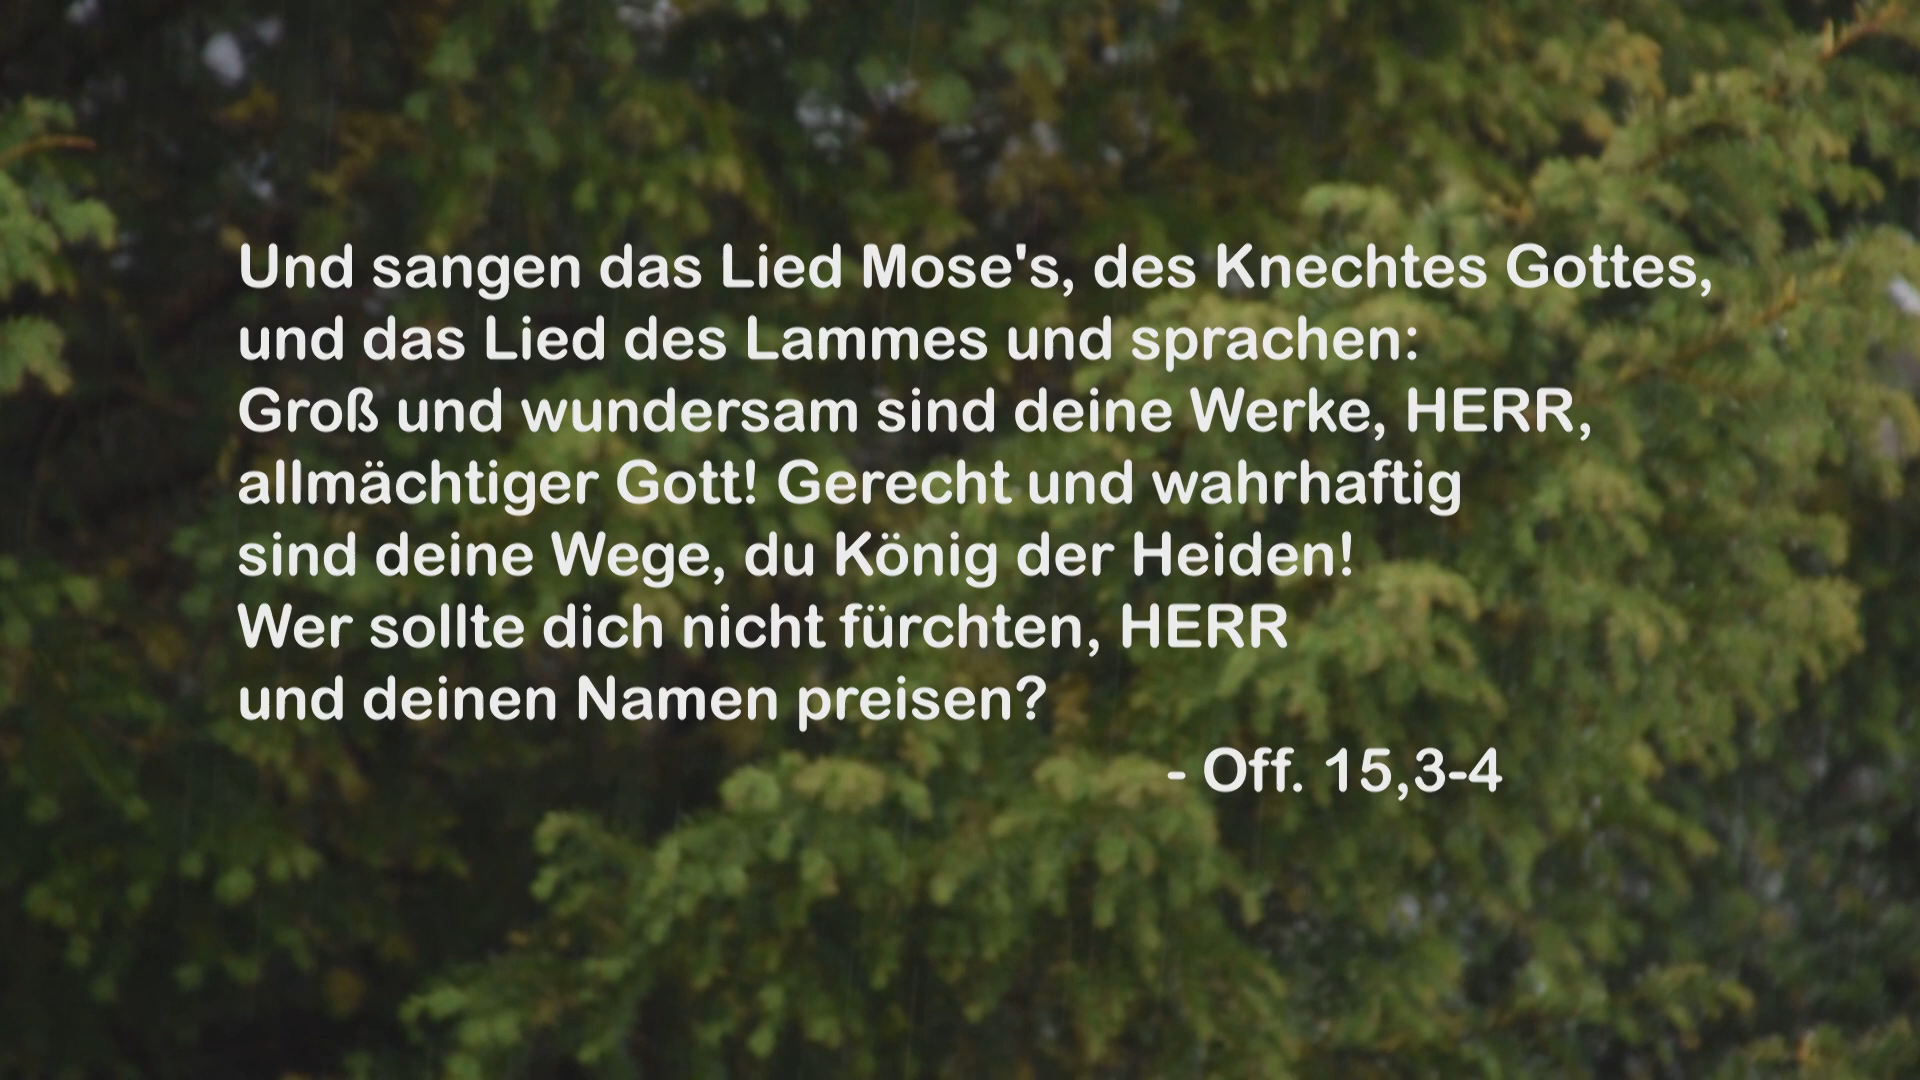 Und sangen das Lied Mose's, des Knechtes Gottes,
und das Lied des Lammes und sprachen:
Groß und wundersam sind deine Werke, HERR,
allmächtiger Gott! Gerecht und wahrhaftig
sind deine Wege, du König der Heiden!
Wer sollte dich nicht fürchten, HERR
und deinen Namen preisen?
- Off. 15,3-4